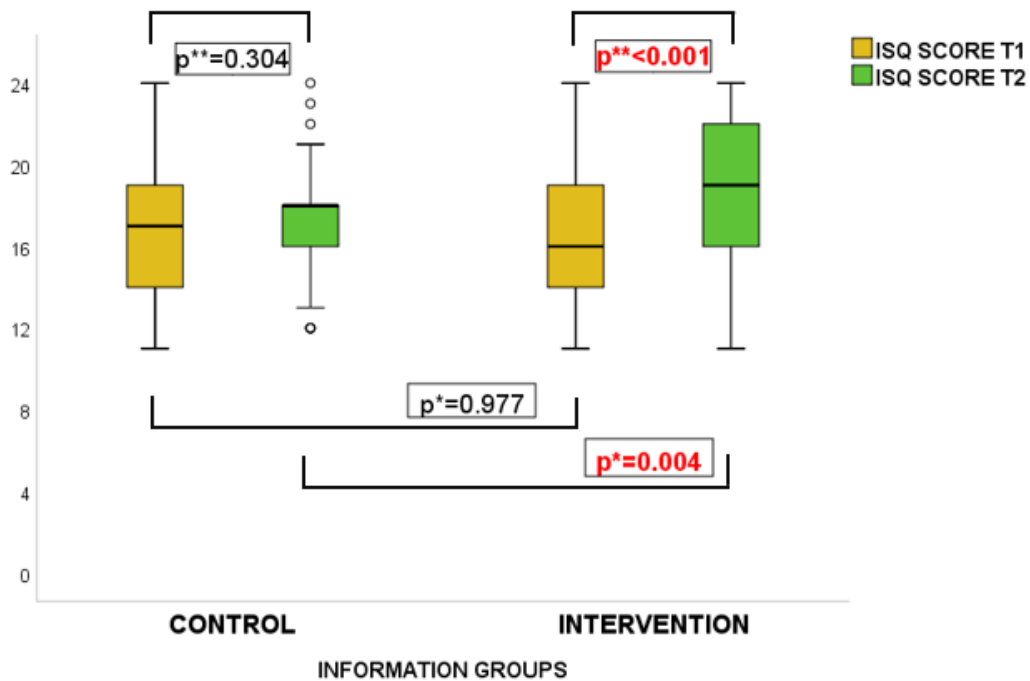 p**=0.304
p**<0.001
ISQ SCORE T1
ISQ SCORE T2
24
20
16
12
8
4
0
p*=0.977
p*=0.004
CONTROL
INTERVENTION
INFORMATION GROUPS